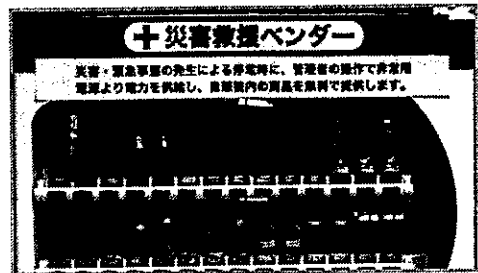 災害救援ベンダー
災害・緊急事態の発生による停電時に、管理者の操作で非常用
電源より電力を供給し、自販機内の商品を無料で提供します。